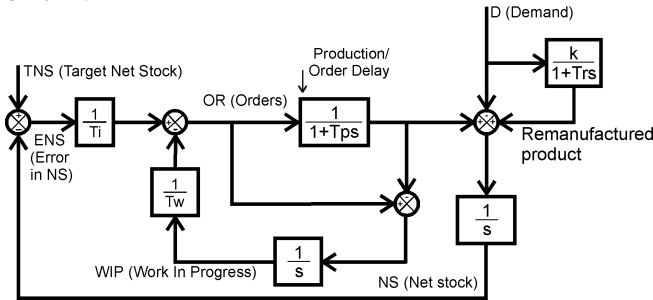 D (Demand)
Production/
Order Delay
TNS (Target Net Stock)
k
1+Trs
OR (Orders)
1
Ti
1
1+Tps
ENS
(Error
in NS)
Remanufactured
product
1
Tw
1
s
1
s
WIP (Work In Progress)
NS (Net stock)